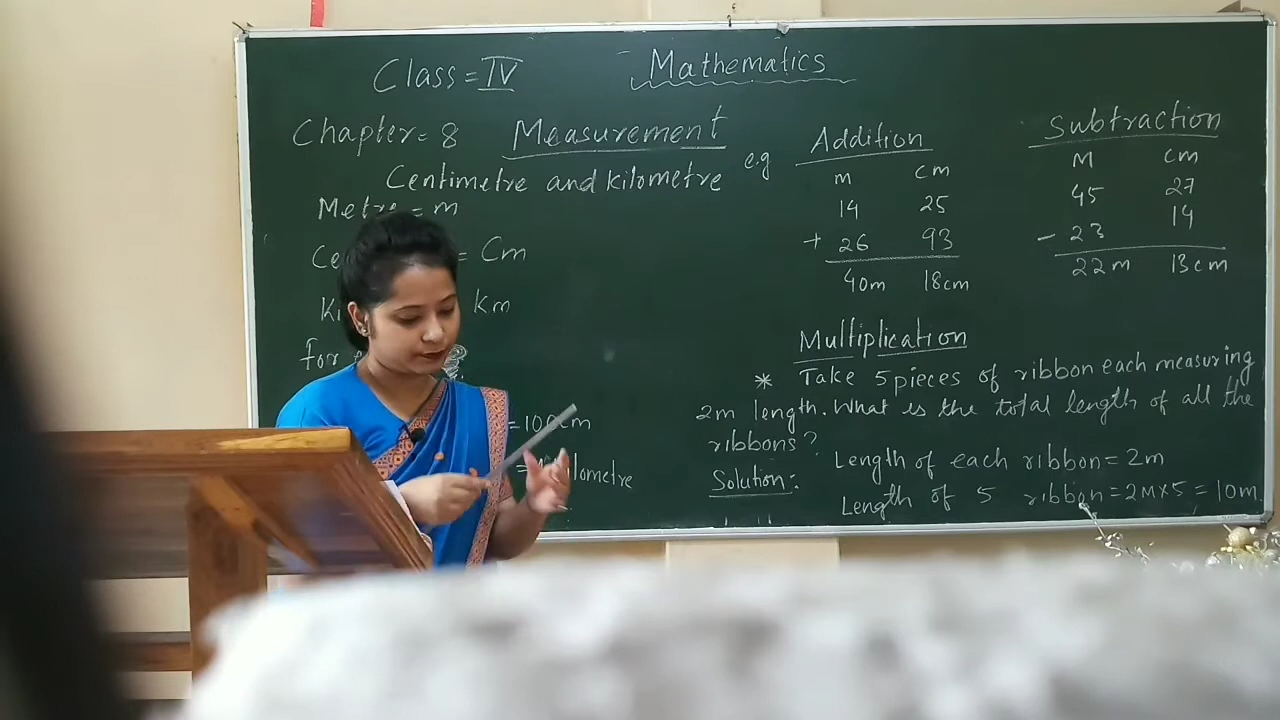 Class = IV
Mathematics
Chapter = 8 Measurement
Centimetre and kilometre
Metre = m
= Cm
km
for
= 100cm
e.g Addition
m cm
14 25
+ 26 93
40m 18cm
Subtraction
M cm
45 27
- 23 14
22m 13cm
Multiplication
* Take 5 pieces of ribbon each measuring
2m length. What is the total length of all the
ribbons?
Solution:
Length of each ribbon = 2m
Length of 5 ribbon = 2M x 5 = 10m